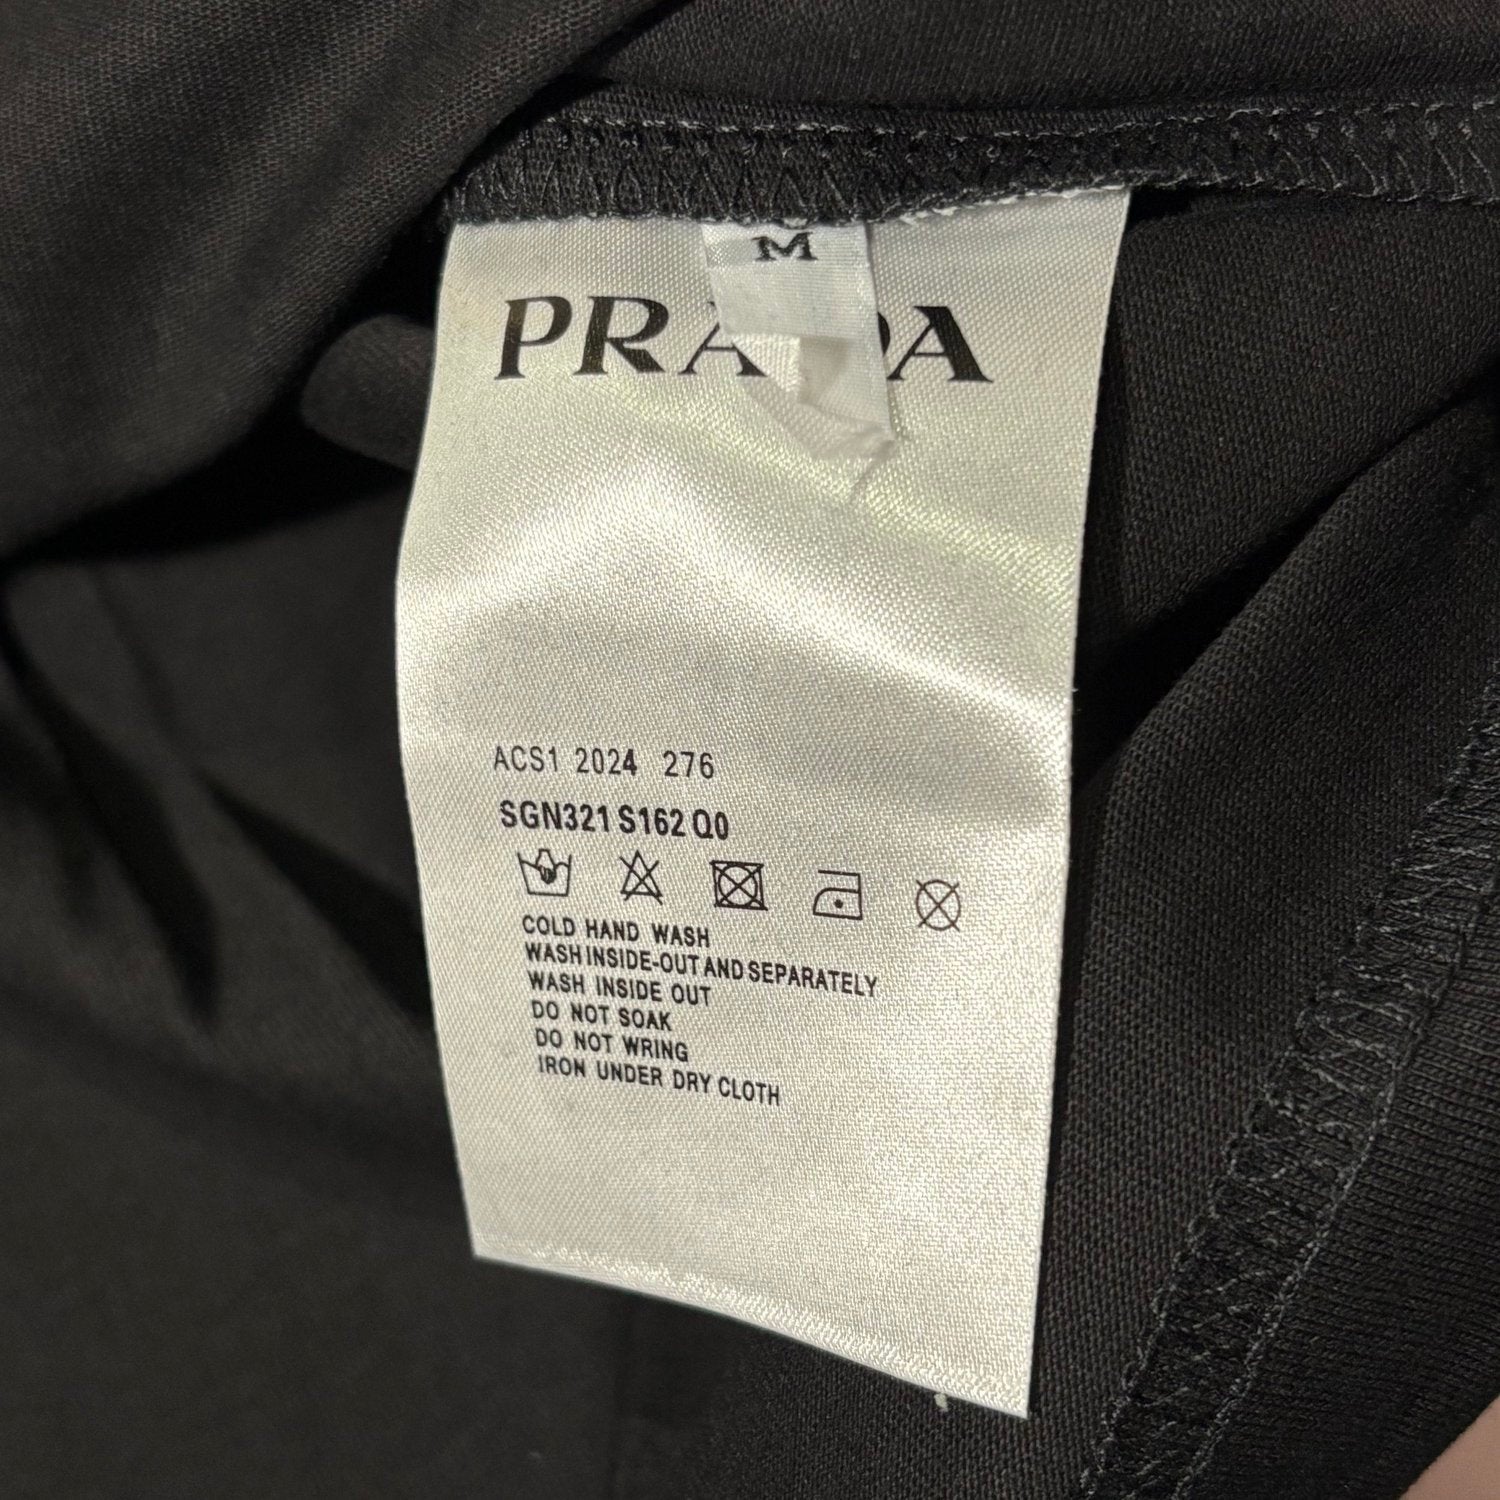 M
PRADA
ACS1 2024 276
SGN321 S162 Q0
COLD HAND WASH
WASH INSIDE-OUT AND SEPARATELY
WASH INSIDE OUT
DO NOT SOAK
DO NOT WRING
IRON UNDER DRY CLOTH